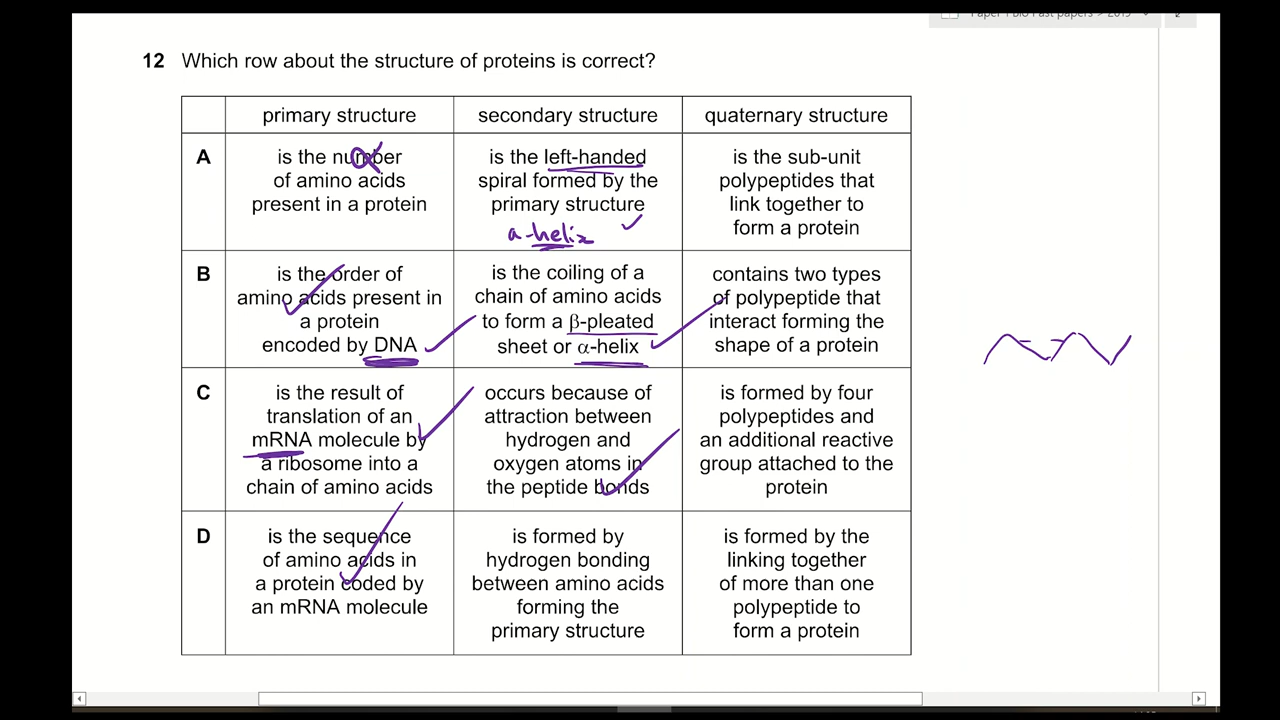 Paper 1 Bio Past papers > 2019
12 Which row about the structure of proteins is correct?
primary structure
secondary structure
quaternary structure
A
is the number
of amino acids
present in a protein
is the left-handed
spiral formed by the
primary structure
a-helix
is the sub-unit
polypeptides that
link together to
form a protein
B
is the order of
amino acids present in
a protein
encoded by DNA
is the coiling of a
chain of amino acids
to form a β-pleated
sheet or α-helix
contains two types
of polypeptide that
interact forming the
shape of a protein
C
is the result of
translation of an
mRNA molecule by
a ribosome into a
chain of amino acids
occurs because of
attraction between
hydrogen and
oxygen atoms in
the peptide bonds
is formed by four
polypeptides and
an additional reactive
group attached to the
protein
D
is the sequence
of amino acids in
a protein coded by
an mRNA molecule
is formed by
hydrogen bonding
between amino acids
forming the
primary structure
is formed by the
linking together
of more than one
polypeptide to
form a protein